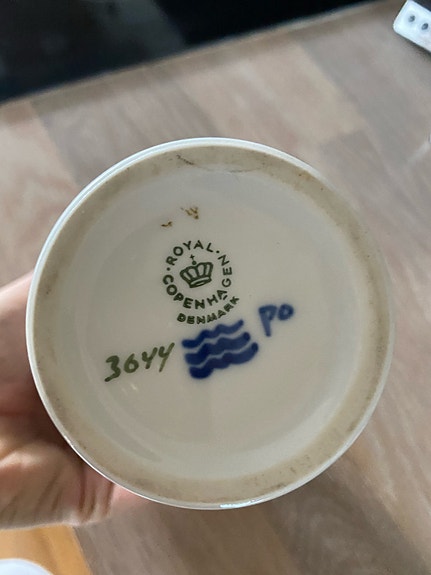 ROYAL
COPENHAGEN
DENMARK
3644
PO